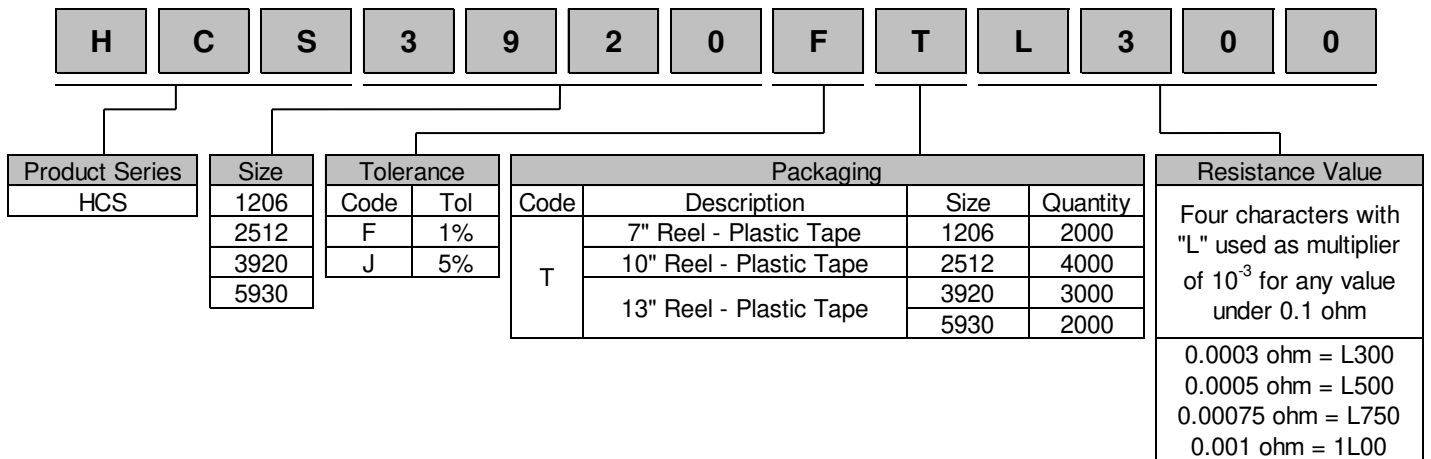 H C S 3 9 2 0 F T L 3 0 0
Product Series
HCS
Size
1206
2512
3920
5930
Tolerance
Code Tol
F 1%
J 5%
Packaging
Code Description Size Quantity
T
7" Reel - Plastic Tape 1206 2000
10" Reel - Plastic Tape 2512 4000
13" Reel - Plastic Tape
3920 3000
5930 2000
Resistance Value
Four characters with
"L" used as multiplier
of 10⁻³ for any value
under 0.1 ohm
0.0003 ohm = L300
0.0005 ohm = L500
0.00075 ohm = L750
0.001 ohm = 1L00